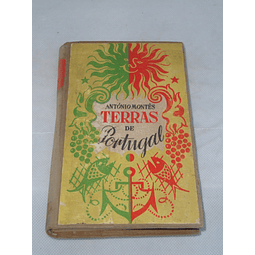 ANTÓNIO MONTÊS
TERRAS
DE
Portugal